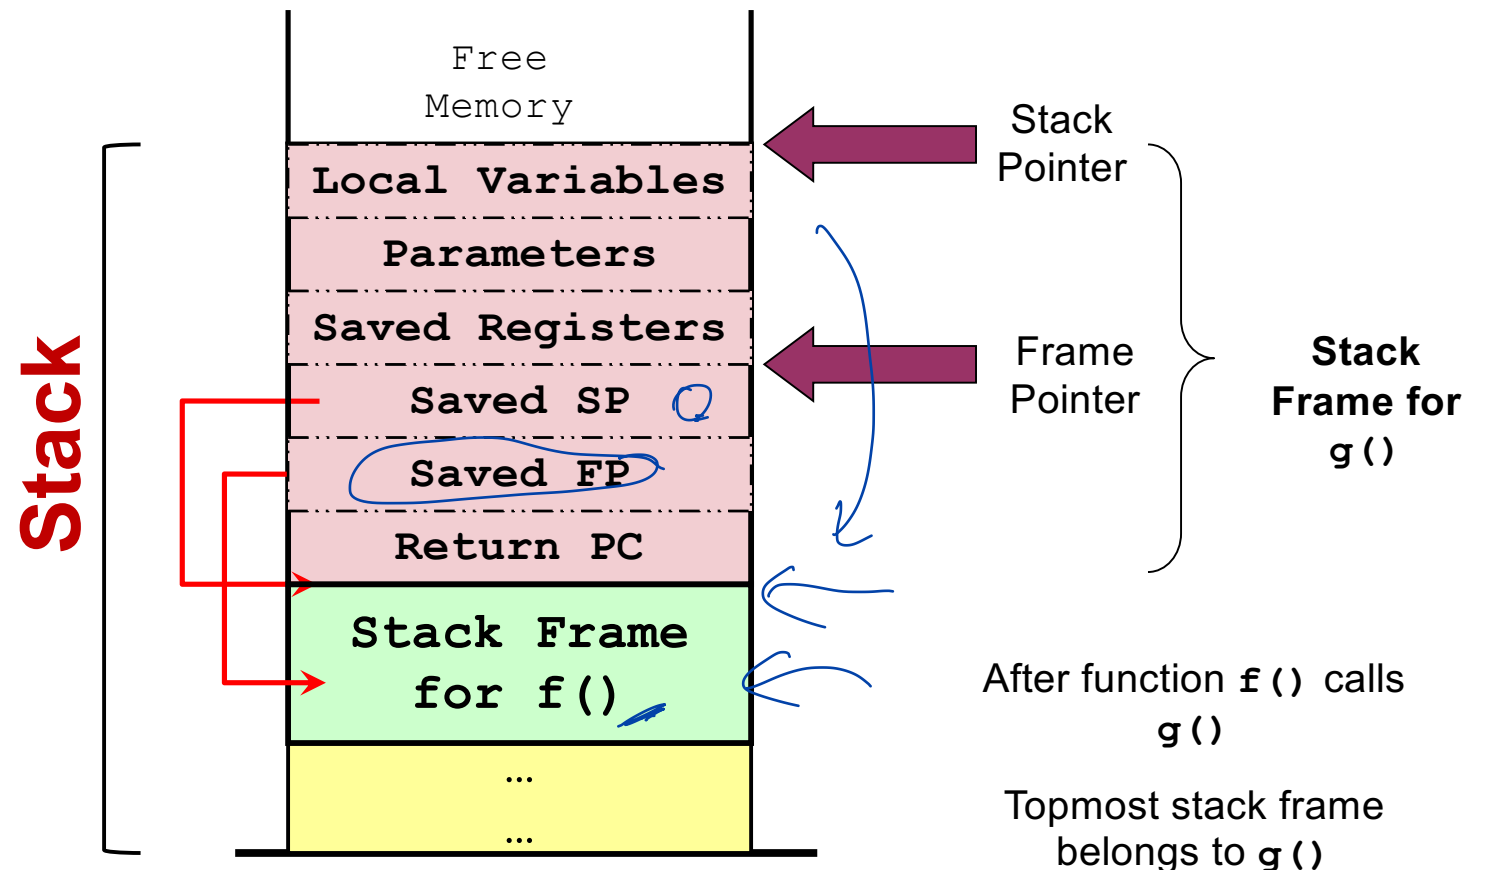 Free
Memory
Stack
Pointer
Local Variables
Parameters
Saved Registers
Frame
Pointer
Saved SP
Saved FP
Return PC
Stack
Frame for
g()
Stack
Stack Frame
for f()
After function f() calls
g()
…
…
Topmost stack frame
belongs to g()